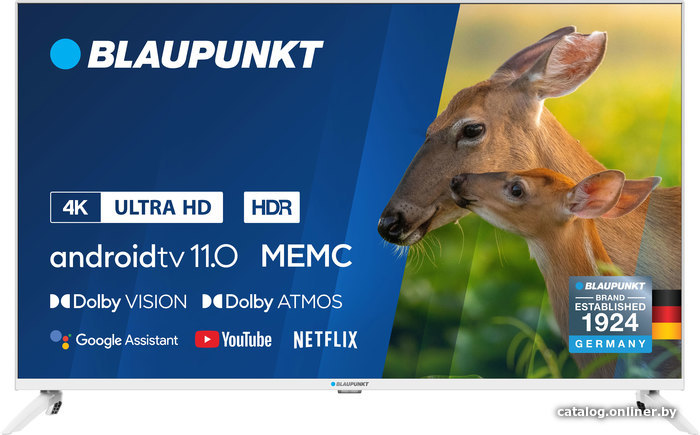 BLAUPUNKT
4K ULTRA HD HDR
androidtv 11.0 MEMC
Dolby VISION Dolby ATMOS
Google Assistant YouTube NETFLIX
BLAUPUNKT
BRAND
ESTABLISHED
1924
GERMANY
BLAUPUNKT
catalog.onliner.by